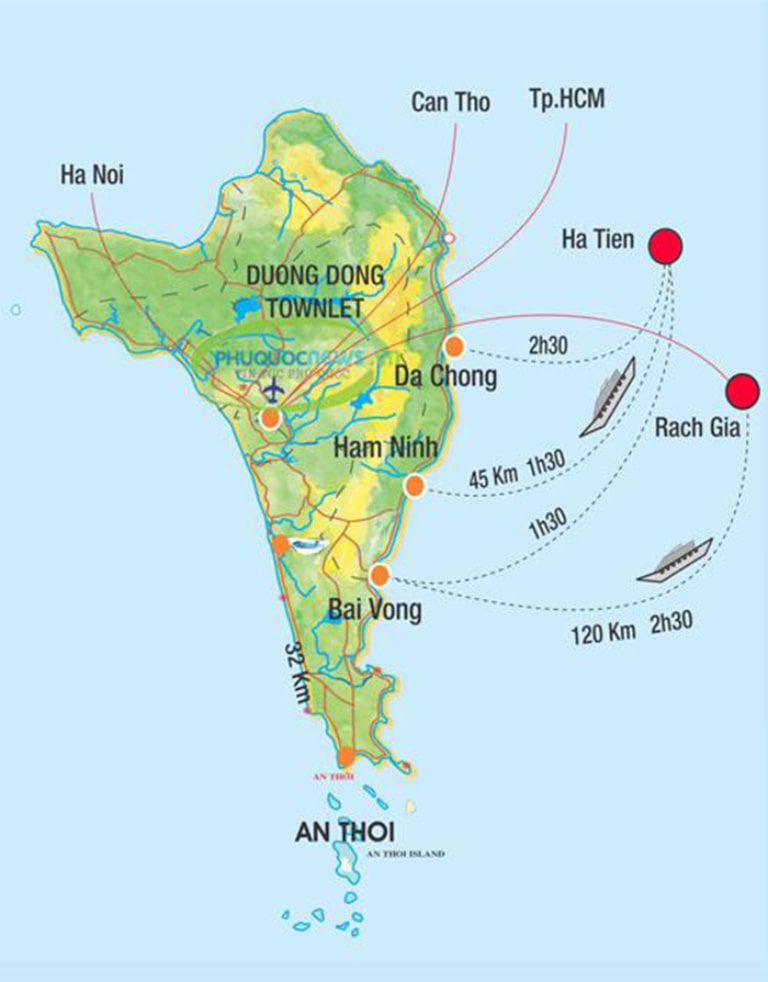 Can Tho
Tp.HCM
Ha Noi
Ha Tien
DUONG DONG
TOWNLET
2h30
PHUQUOCNEWS
Da Chong
Rach Gia
Ham Ninh
45 Km 1h30
1h30
Bai Vong
120 Km 2h30
32 Km
AN THOI
AN THOI
AN THOI ISLAND